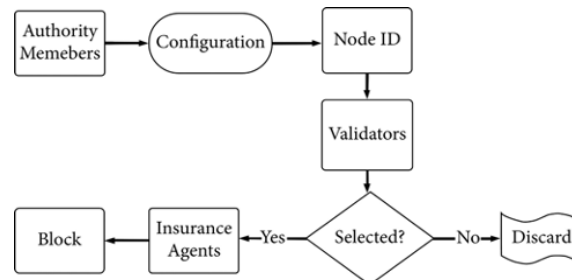 Authority
Memebers
Configuration
Node ID
Validators
Block
Insurance
Agents
Yes
Selected?
No
Discard